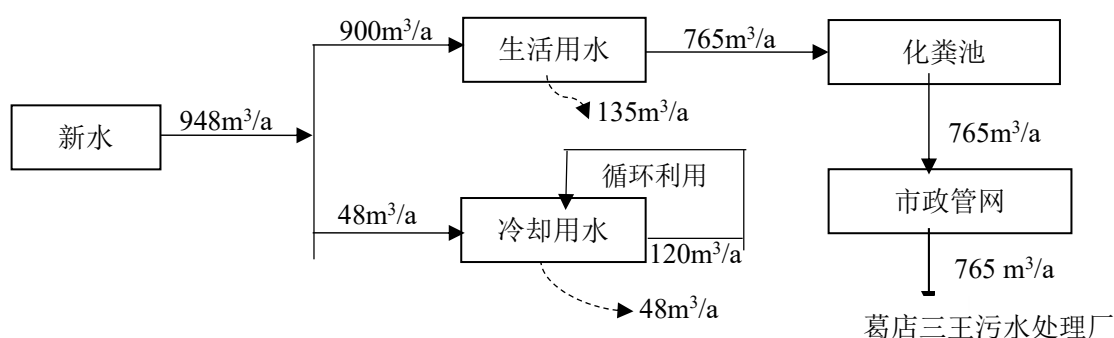 900m³/a
生活用水
765m³/a
化粪池
948m³/a
新水
135m³/a
765m³/a
循环利用
市政管网
48m³/a
冷却用水
120m³/a
765 m³/a
48m³/a
葛店三王污水处理厂